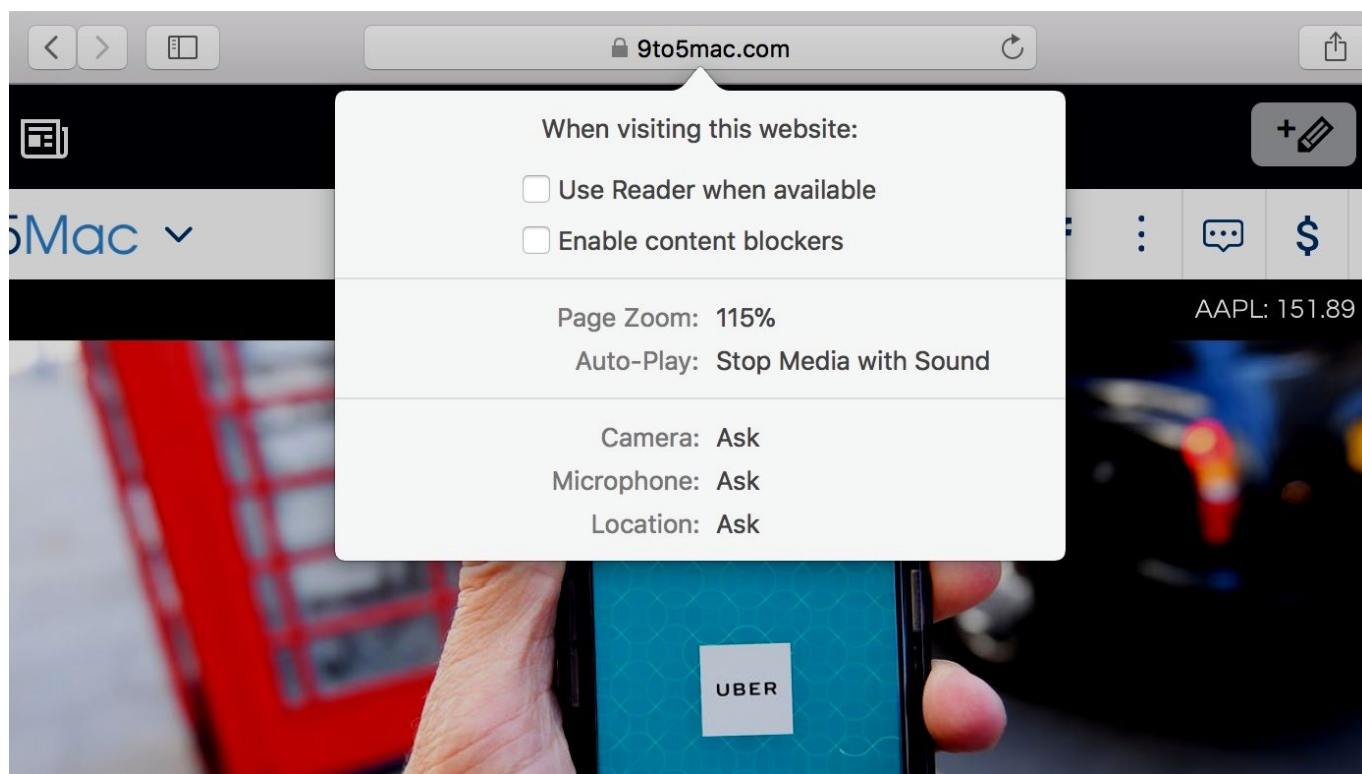 9to5mac.com
When visiting this website:
Use Reader when available
Enable content blockers
5Mac
$
Page Zoom: 115%
AAPL: 151.89
Auto-Play: Stop Media with Sound
Camera: Ask
Microphone: Ask
Location: Ask
UBER